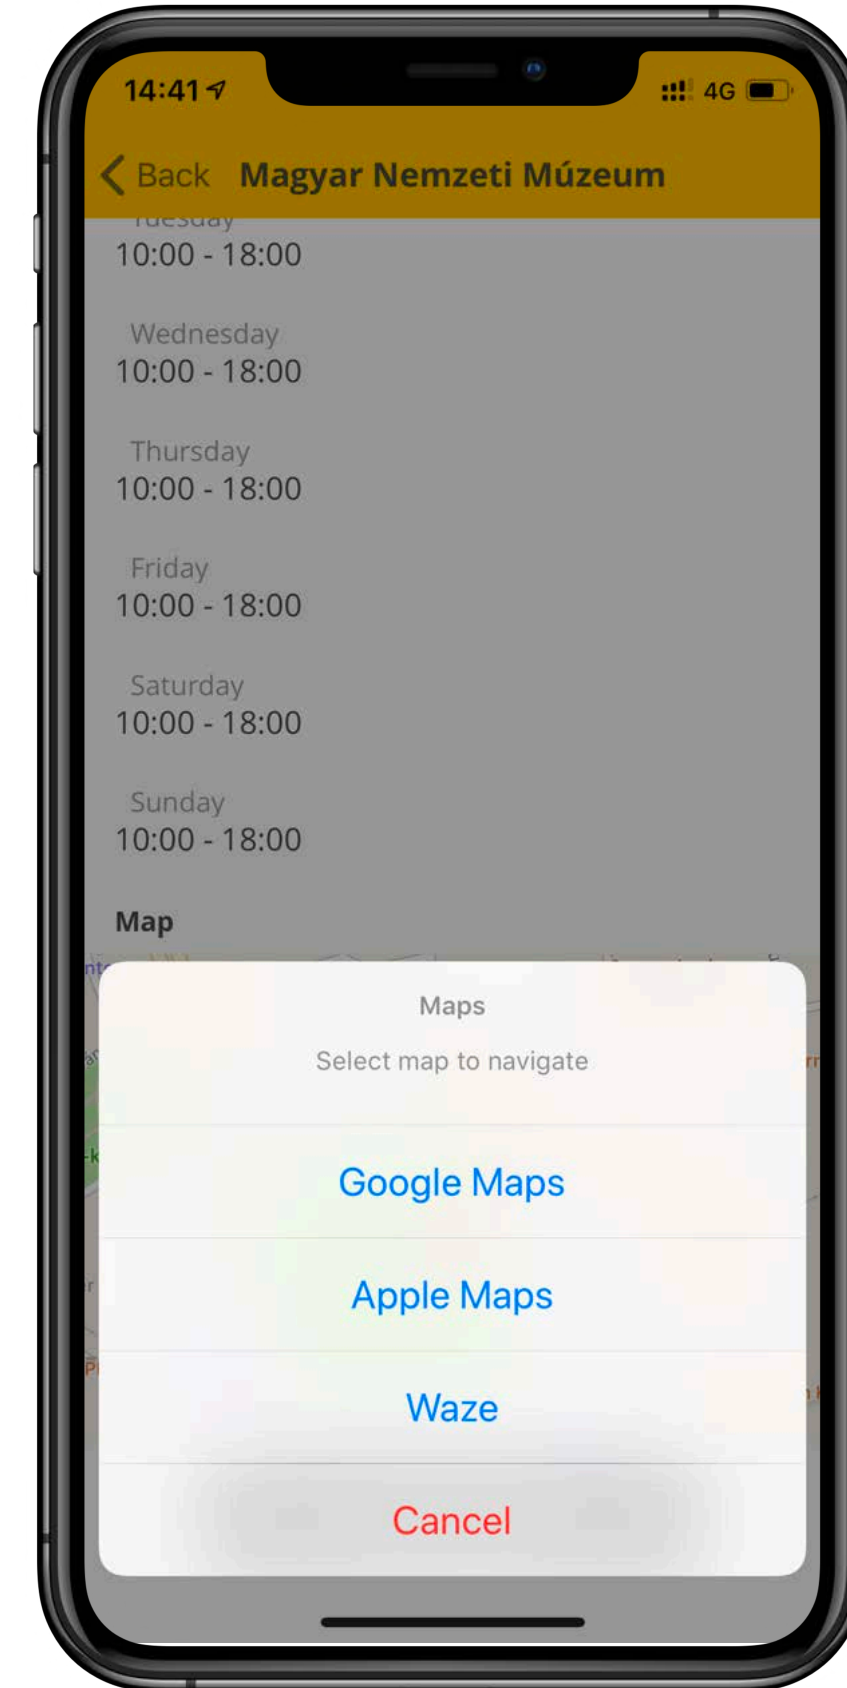 14:41 4G
Back Magyar Nemzeti Múzeum
Tuesday
10:00 - 18:00
Wednesday
10:00 - 18:00
Thursday
10:00 - 18:00
Friday
10:00 - 18:00
Saturday
10:00 - 18:00
Sunday
10:00 - 18:00
Map
Maps
Select map to navigate
Google Maps
Apple Maps
Waze
Cancel